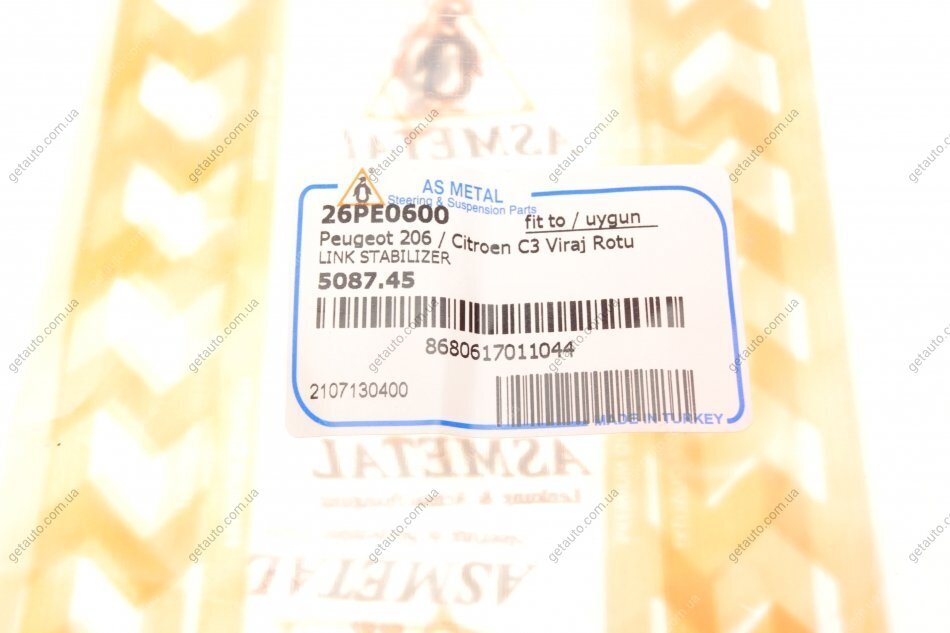 ASMETAL
AS METAL
Steering & Suspension Parts
26PE0600
fit to / uygun
Peugeot 206 / Citroen C3 Viraj Rotu
LINK STABILIZER
5087.45
8680617011044
2107130400
MADE IN TURKEY
ASMETAL
ASMETAL
getauto.com.ua